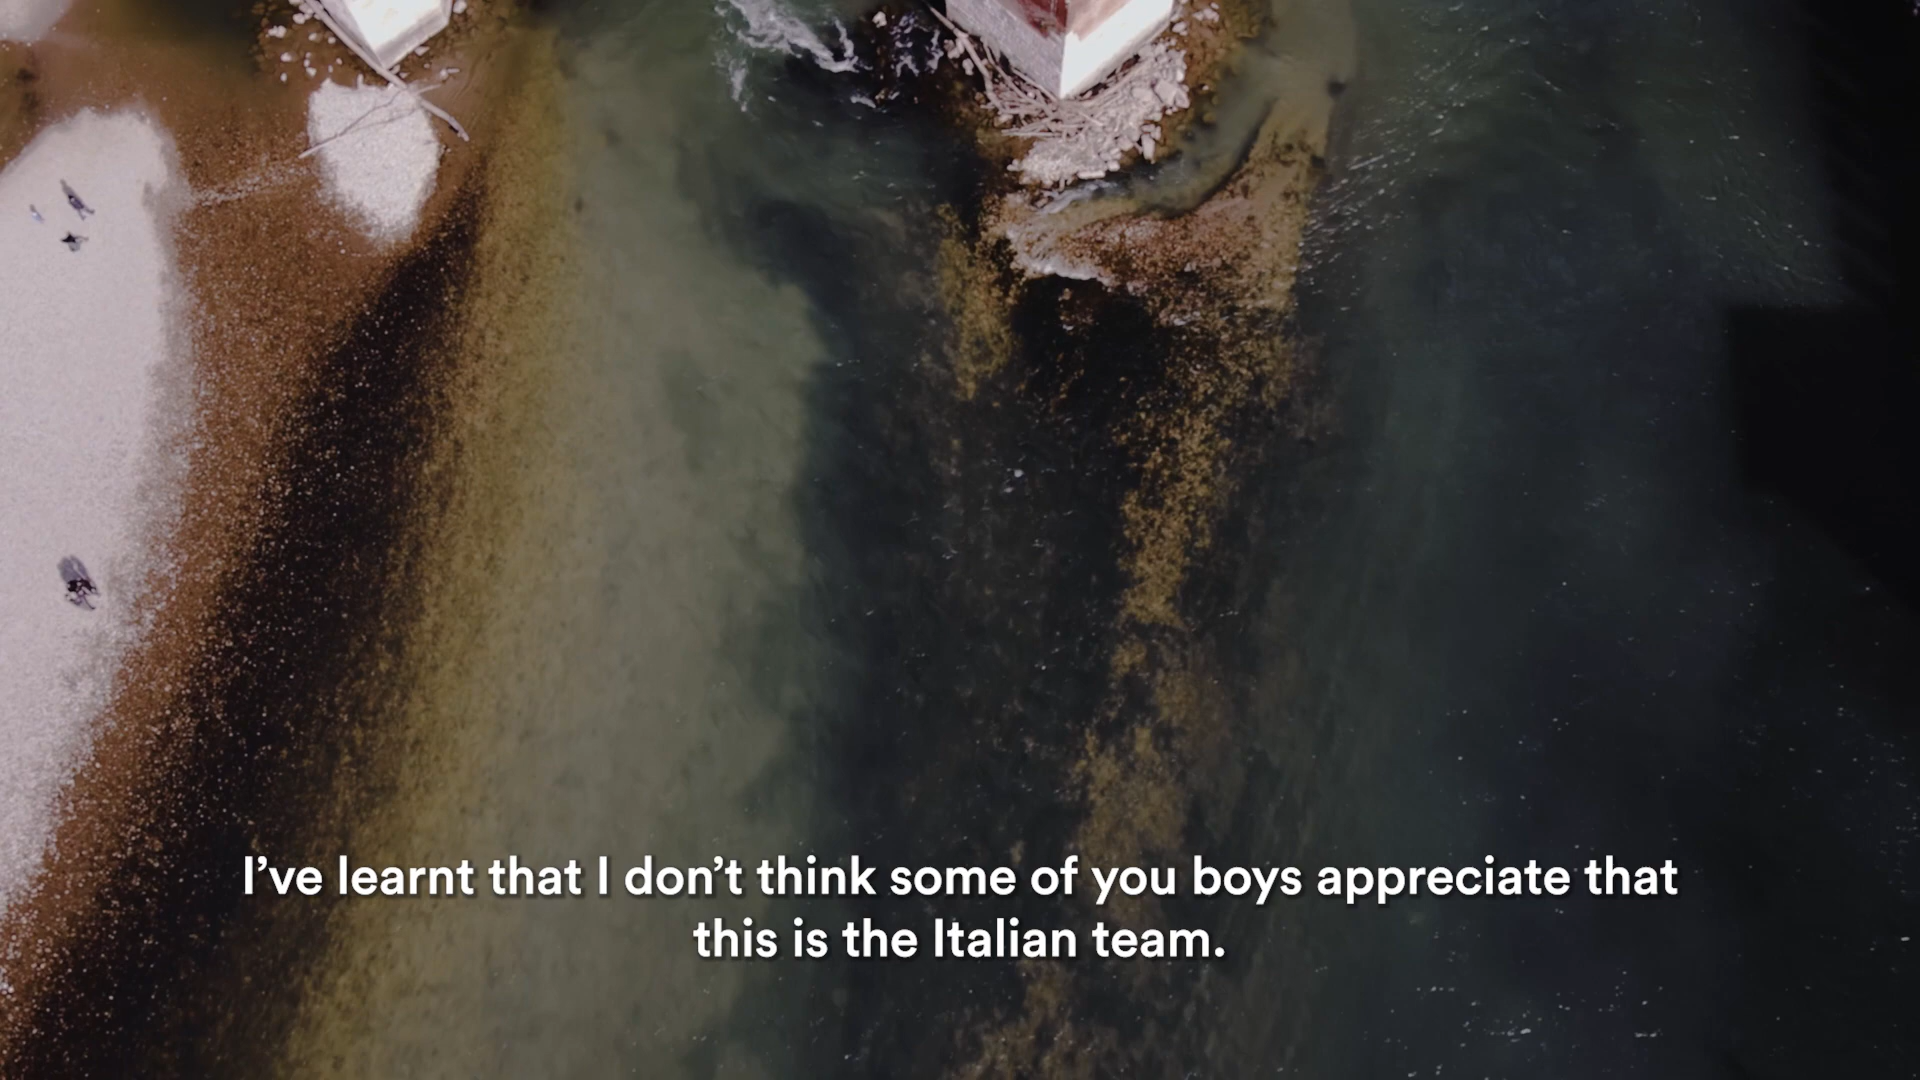 I’ve learnt that I don’t think some of you boys appreciate that
this is the Italian team.